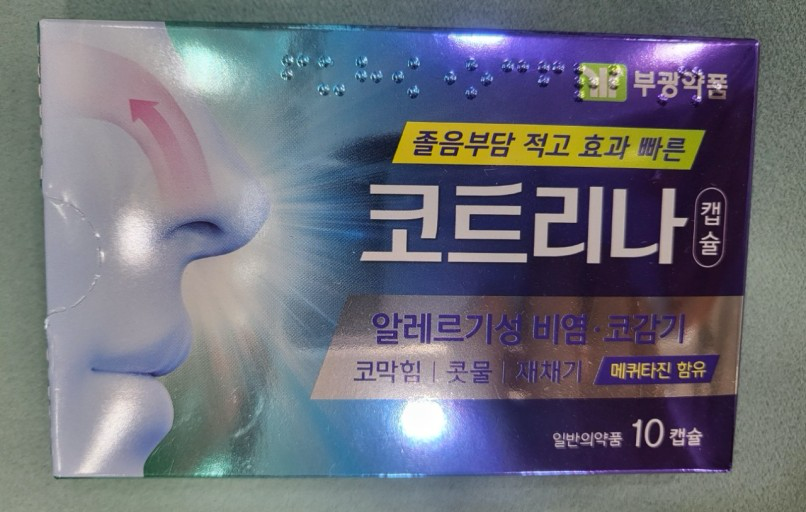 부광약품
졸음부담 적고 효과 빠른
코트리나 캡슐
알레르기성 비염·코감기
코막힘 | 콧물 | 재채기 메퀴타진 함유
일반의약품 10 캡슐